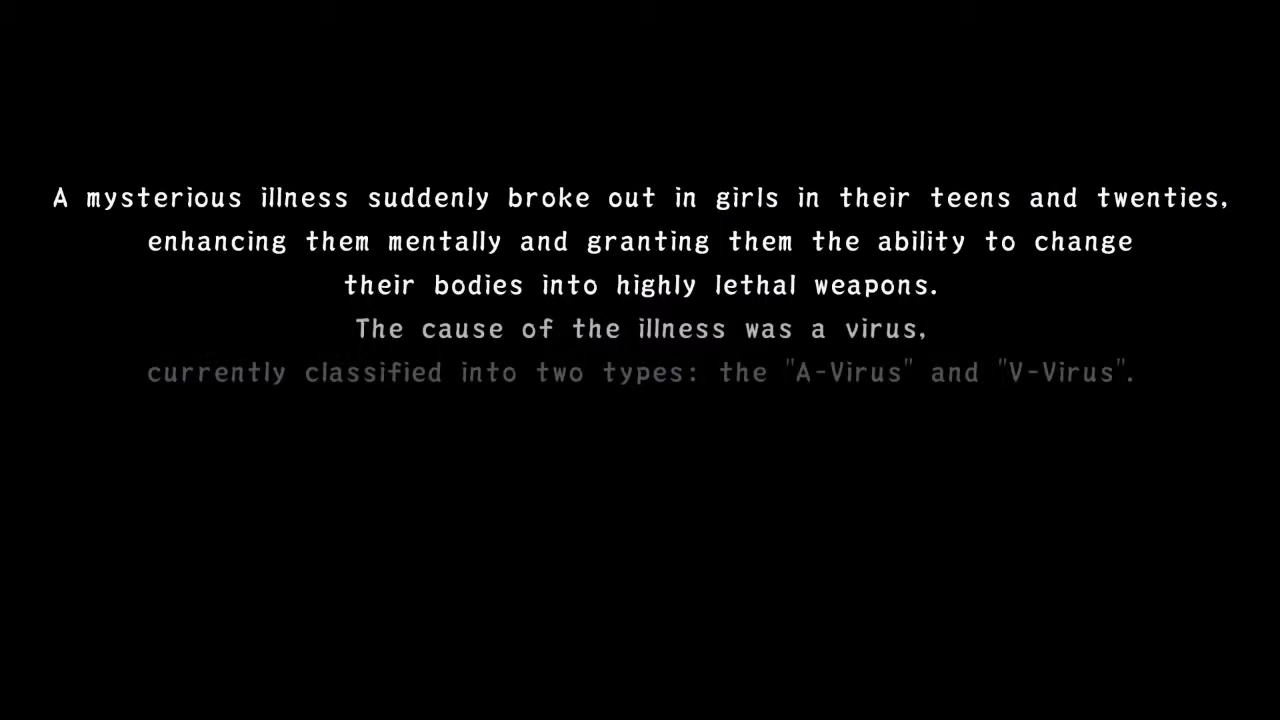 A mysterious illness suddenly broke out in girls in their teens and twenties,
enhancing them mentally and granting them the ability to change
their bodies into highly lethal weapons.
The cause of the illness was a virus,
currently classified into two types: the "A-Virus" and "V-Virus".